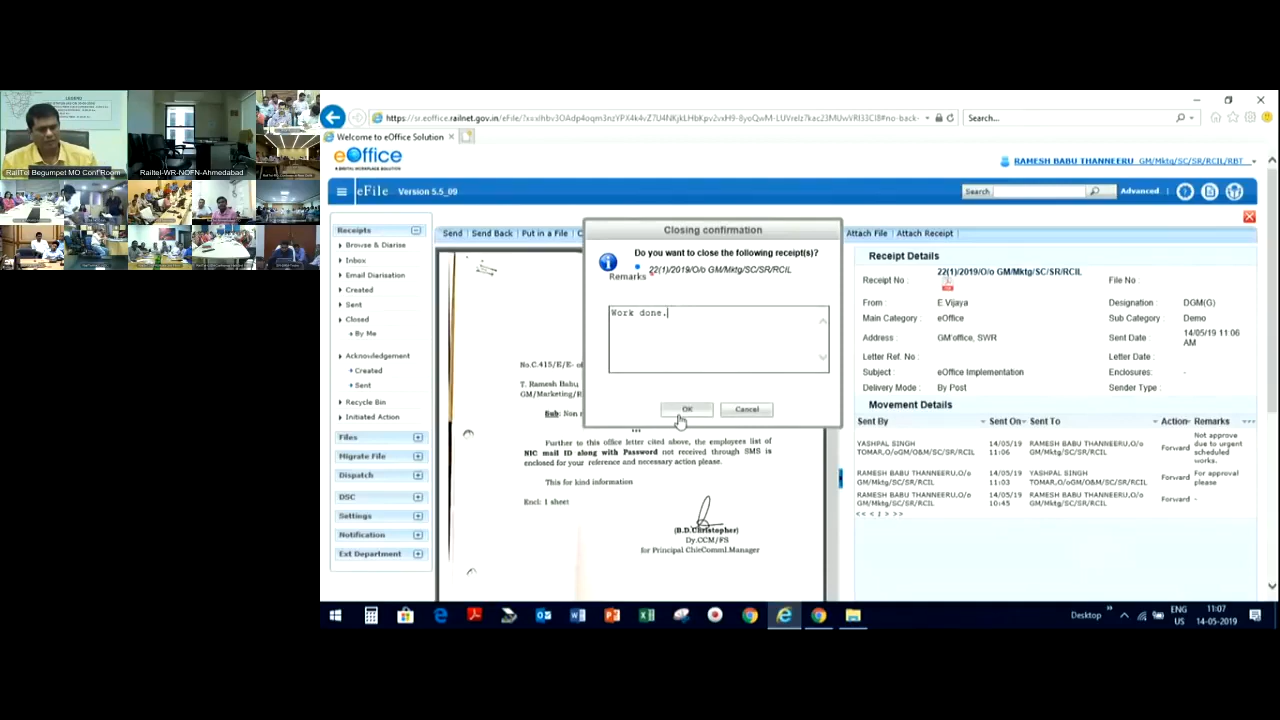 LEGEND
RailTel Begumpet MO Conf Room
Railtel-WR-NOFN-Ahmedabad
Welcome to eOffice Solution
Search...
eOffice
A DIGITAL WORKPLACE SOLUTION
RAMESH BABU THANNEERU GM/Mktg/SC/SR/RCIL/RBT
eFile Version 5.5_09
Search
Advanced
Receipts
Browse & Diarise
Inbox
Email Diarisation
Created
Sent
Closed
By Me
Acknowledgement
Created
Sent
Recycle Bin
Initiated Action
Files
Migrate File
Dispatch
DSC
Settings
Notification
Ext Department
Send
Send Back
Put in a File
Attach File
Attach Receipt
Closing confirmation
Do you want to close the following receipt(s)?
22(1)/2019/O/o GM/Mktg/SC/SR/RCIL
Remarks *
Work done.
OK
Cancel
No.C.415/E/E- of
T. Ramesh Babu
GM/Marketing/R
Sub: Non r
Further to this office letter cited above, the employees list of
NIC mail ID along with Password not received through SMS is
enclosed for your reference and necessary action please.
This for kind information
Encl: 1 sheet
(B.D.Christopher)
Dy.CCM/FS
for Principal ChieComml.Manager
Receipt Details
Receipt No : 22(1)/2019/O/o GM/Mktg/SC/SR/RCIL File No :
From : E Vijaya Designation : DGM(G)
Main Category : eOffice Sub Category : Demo
Address : GM'office, SWR Sent Date : 14/05/19 11:06 AM
Letter Ref. No : Letter Date :
Subject : eOffice Implementation Enclosures : -
Delivery Mode : By Post Sender Type :
Movement Details
Sent By Sent On Sent To Action Remarks
YASHPAL SINGH TOMAR,O/oGM/O&M/SC/SR/RCIL 14/05/19 11:06 RAMESH BABU THANNEERU,O/o GM/Mktg/SC/SR/RCIL Forward Not approve due to urgent scheduled works.
RAMESH BABU THANNEERU,O/o GM/Mktg/SC/SR/RCIL 14/05/19 11:03 YASHPAL SINGH TOMAR,O/oGM/O&M/SC/SR/RCIL Forward For approval please
RAMESH BABU THANNEERU,O/o GM/Mktg/SC/SR/RCIL 14/05/19 10:45 RAMESH BABU THANNEERU,O/o GM/Mktg/SC/SR/RCIL Forward -
<< < 1 > >>
Desktop
ENG
US
11:07
14-05-2019